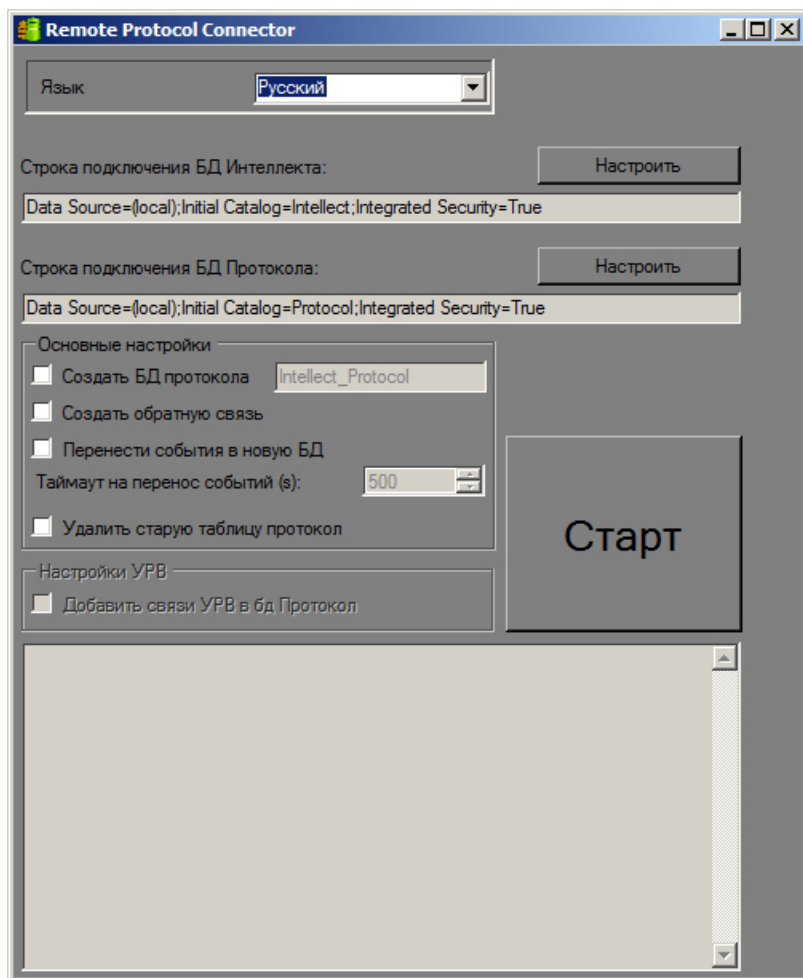 Remote Protocol Connector
Язык Русский
Строка подключения БД Интеллекта: Настроить
Data Source=(local);Initial Catalog=Intellect;Integrated Security=True
Строка подключения БД Протокола: Настроить
Data Source=(local);Initial Catalog=Protocol;Integrated Security=True
Основные настройки
Создать БД протокола Intellect_Protocol
Создать обратную связь
Перенести события в новую БД
Таймаут на перенос событий (s): 500
Удалить старую таблицу протокол
Старт
Настройки УРВ
Добавить связи УРВ в бд Протокол